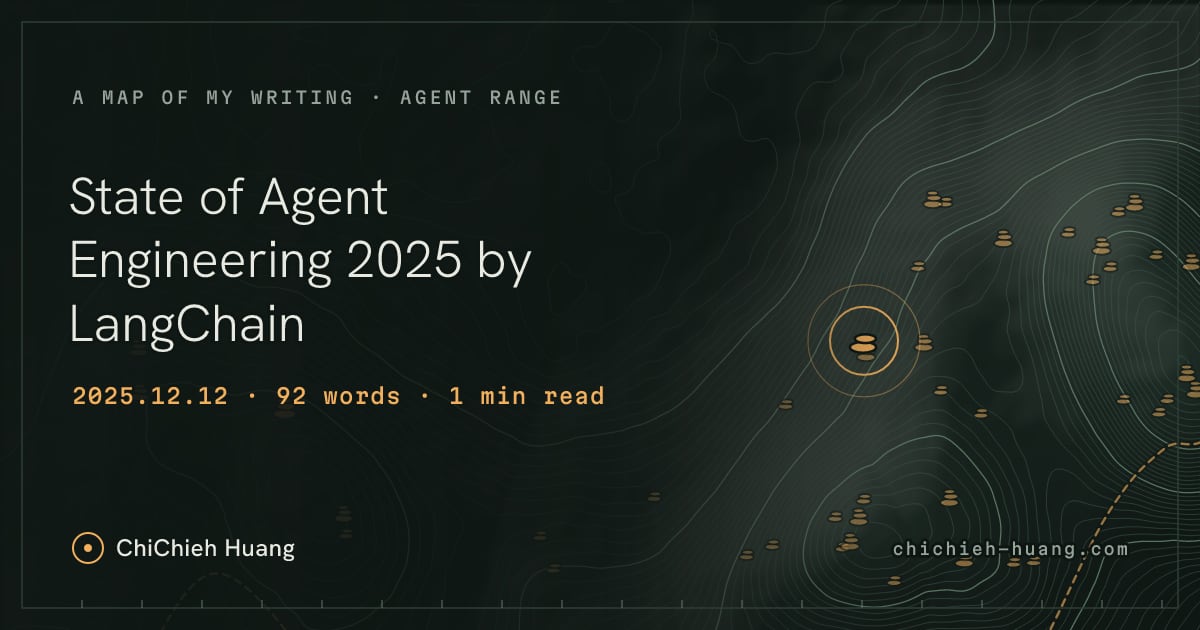 A MAP OF MY WRITING · AGENT RANGE
State of Agent
Engineering 2025 by
LangChain
2025.12.12 · 92 words · 1 min read
ChiChieh Huang
chichieh-huang.com